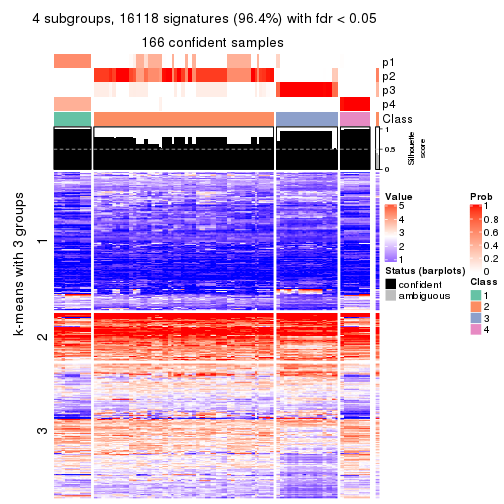 4 subgroups, 16118 signatures (96.4%) with fdr < 0.05
166 confident samples
p1
p2
p3
p4
Class
1
0.5
0
Silhouette
score
k-means with 3 groups
1
2
3
Value
5
4
3
2
1
Status (barplots)
confident
ambiguous
Prob
1
0.8
0.6
0.4
0.2
0
Class
1
2
3
4